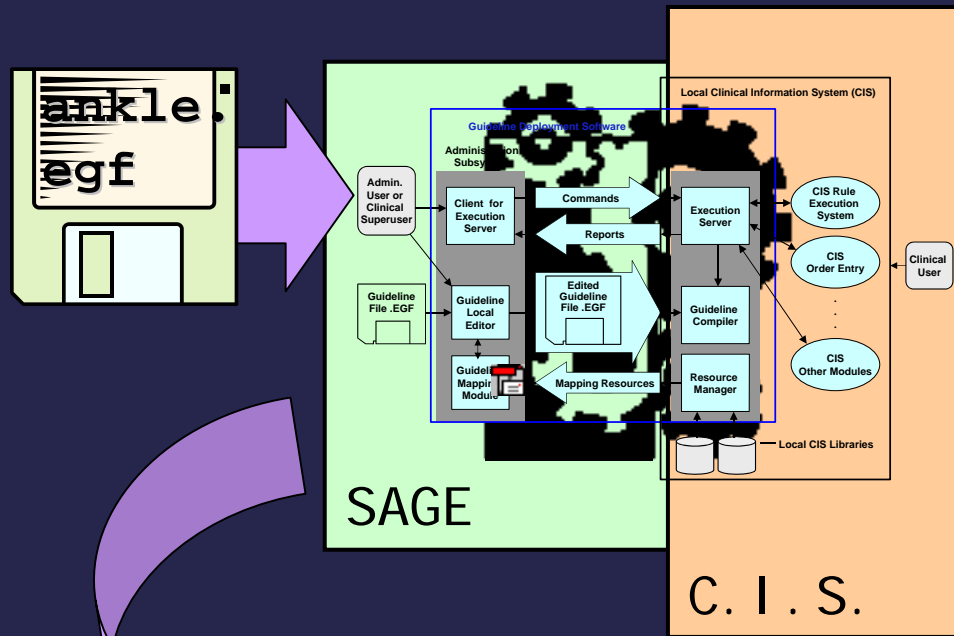 ankle.
egf
Local Clinical Information System (CIS)
Guideline Deployment Software
Admin.
User or
Clinical
Superuser
Client for
Execution
Server
Commands
Reports
Execution
Server
CIS Rule
Execution
System
CIS
Order Entry
.
.
.
CIS
Other Modules
Clinical
User
Guideline
File .EGF
Guideline
Local
Editor
Edited
Guideline
File .EGF
Guideline
Compiler
Module
Mapping Resources
Resource
Manager
Local CIS Libraries
SAGE
C. I. S.